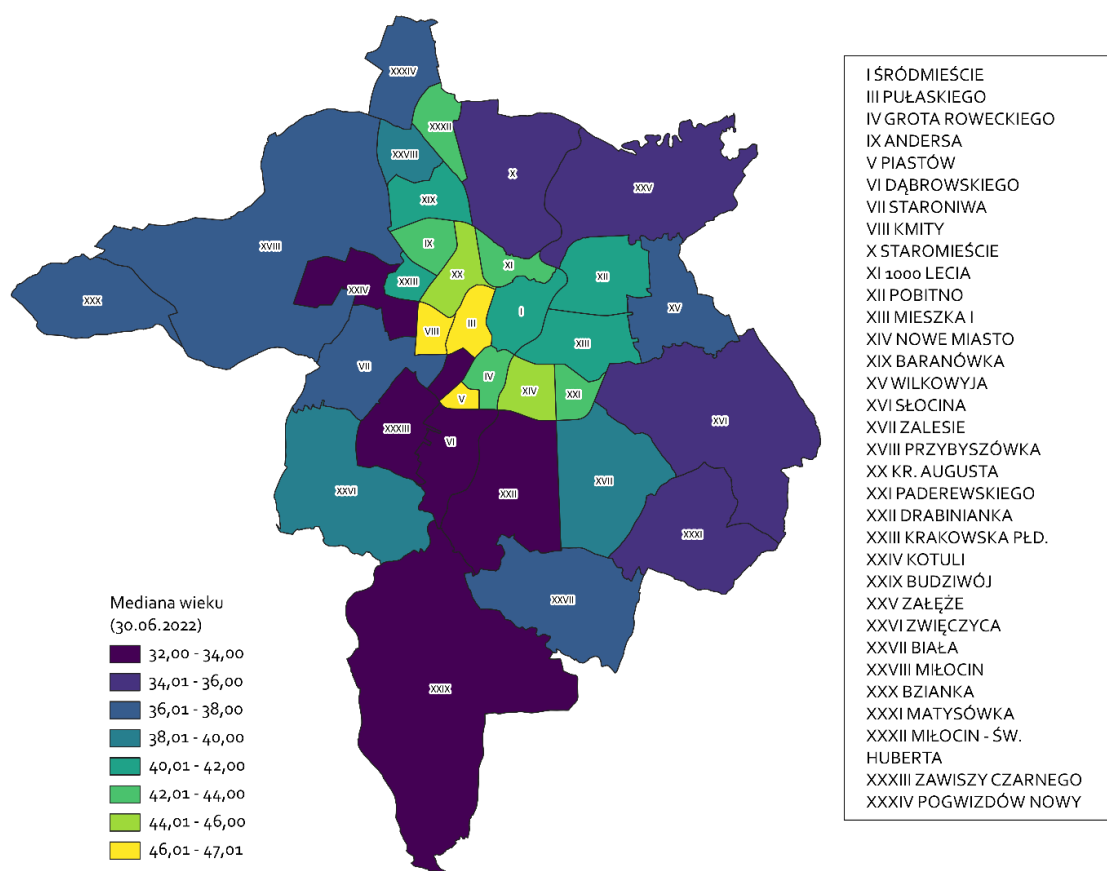 XXXIV
XXXII
XXVIII
X
XXV
XIX
IX
XVIII
XX
XI
XII
XXIII
XXIV
XXX
XV
I
VIII
III
XIII
VII
IV
XIV
XXI
V
XVI
XXXIII
VI
XXII
XVII
XXVI
XXXI
XXVII
XXIX
Mediana wieku
(30.06.2022)
32,00 - 34,00
34,01 - 36,00
36,01 - 38,00
38,01 - 40,00
40,01 - 42,00
42,01 - 44,00
44,01 - 46,00
46,01 - 47,01
I ŚRÓDMIEŚCIE
III PUŁASKIEGO
IV GROTA ROWECKIEGO
IX ANDERSA
V PIASTÓW
VI DĄBROWSKIEGO
VII STARONIWA
VIII KMITY
X STAROMIEŚCIE
XI 1000 LECIA
XII POBITNO
XIII MIESZKA I
XIV NOWE MIASTO
XIX BARANÓWKA
XV WILKOWYJA
XVI SŁOCINA
XVII ZALESIE
XVIII PRZYBYSZÓWKA
XX KR. AUGUSTA
XXI PADEREWSKIEGO
XXII DRABINIANKA
XXIII KRAKOWSKA PŁD.
XXIV KOTULI
XXIX BUDZIWÓJ
XXV ZAŁĘŻE
XXVI ZWIĘCZYCA
XXVII BIAŁA
XXVIII MIŁOCIN
XXX BZIANKA
XXXI MATYSÓWKA
XXXII MIŁOCIN - ŚW.
HUBERTA
XXXIII ZAWISZY CZARNEGO
XXXIV POGWIZDÓW NOWY